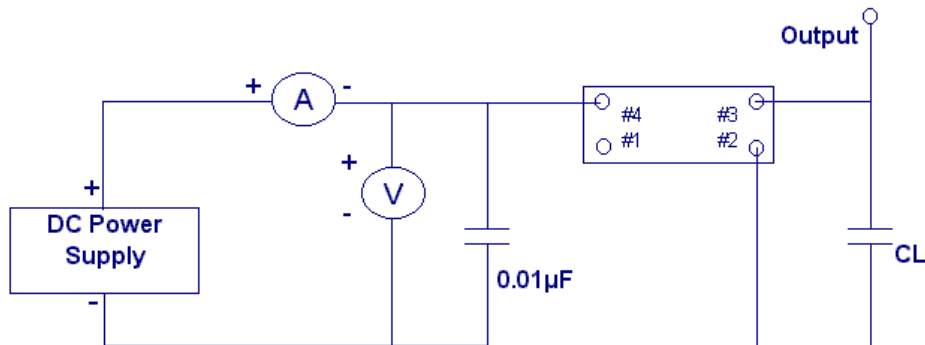 Output
+
A
-
#4
#3
#1
#2
+
V
-
+
DC Power
Supply
-
0.01µF
CL